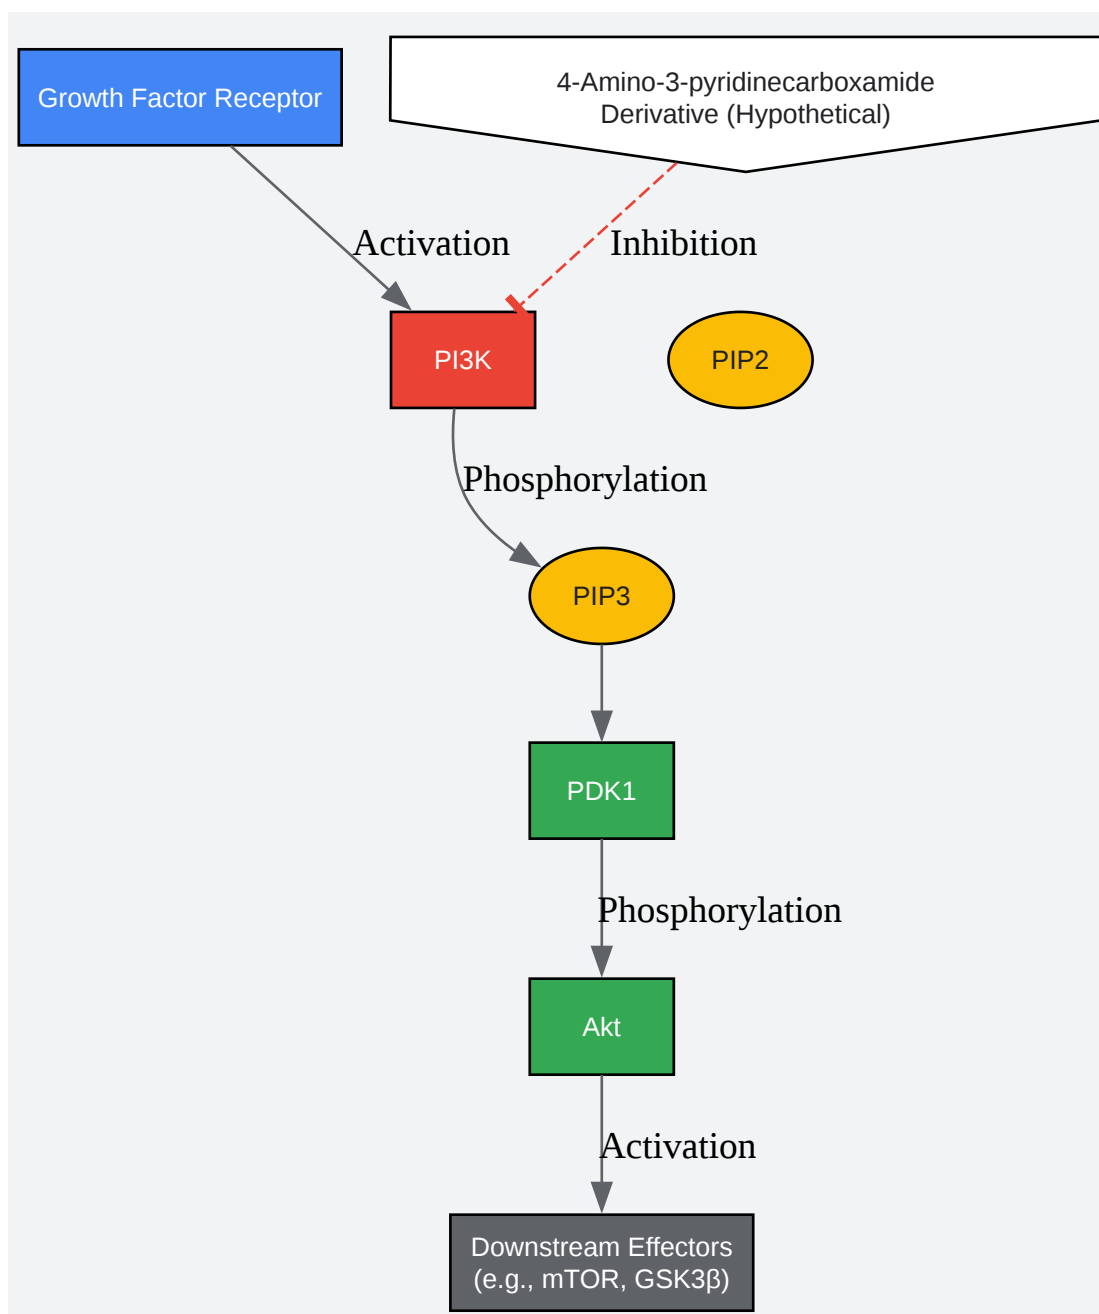 Growth Factor Receptor
4-Amino-3-pyridinecarboxamide
Derivative (Hypothetical)
Activation
Inhibition
PI3K
PIP2
Phosphorylation
PIP3
PDK1
Phosphorylation
Akt
Activation
Downstream Effectors
(e.g., mTOR, GSK3β)